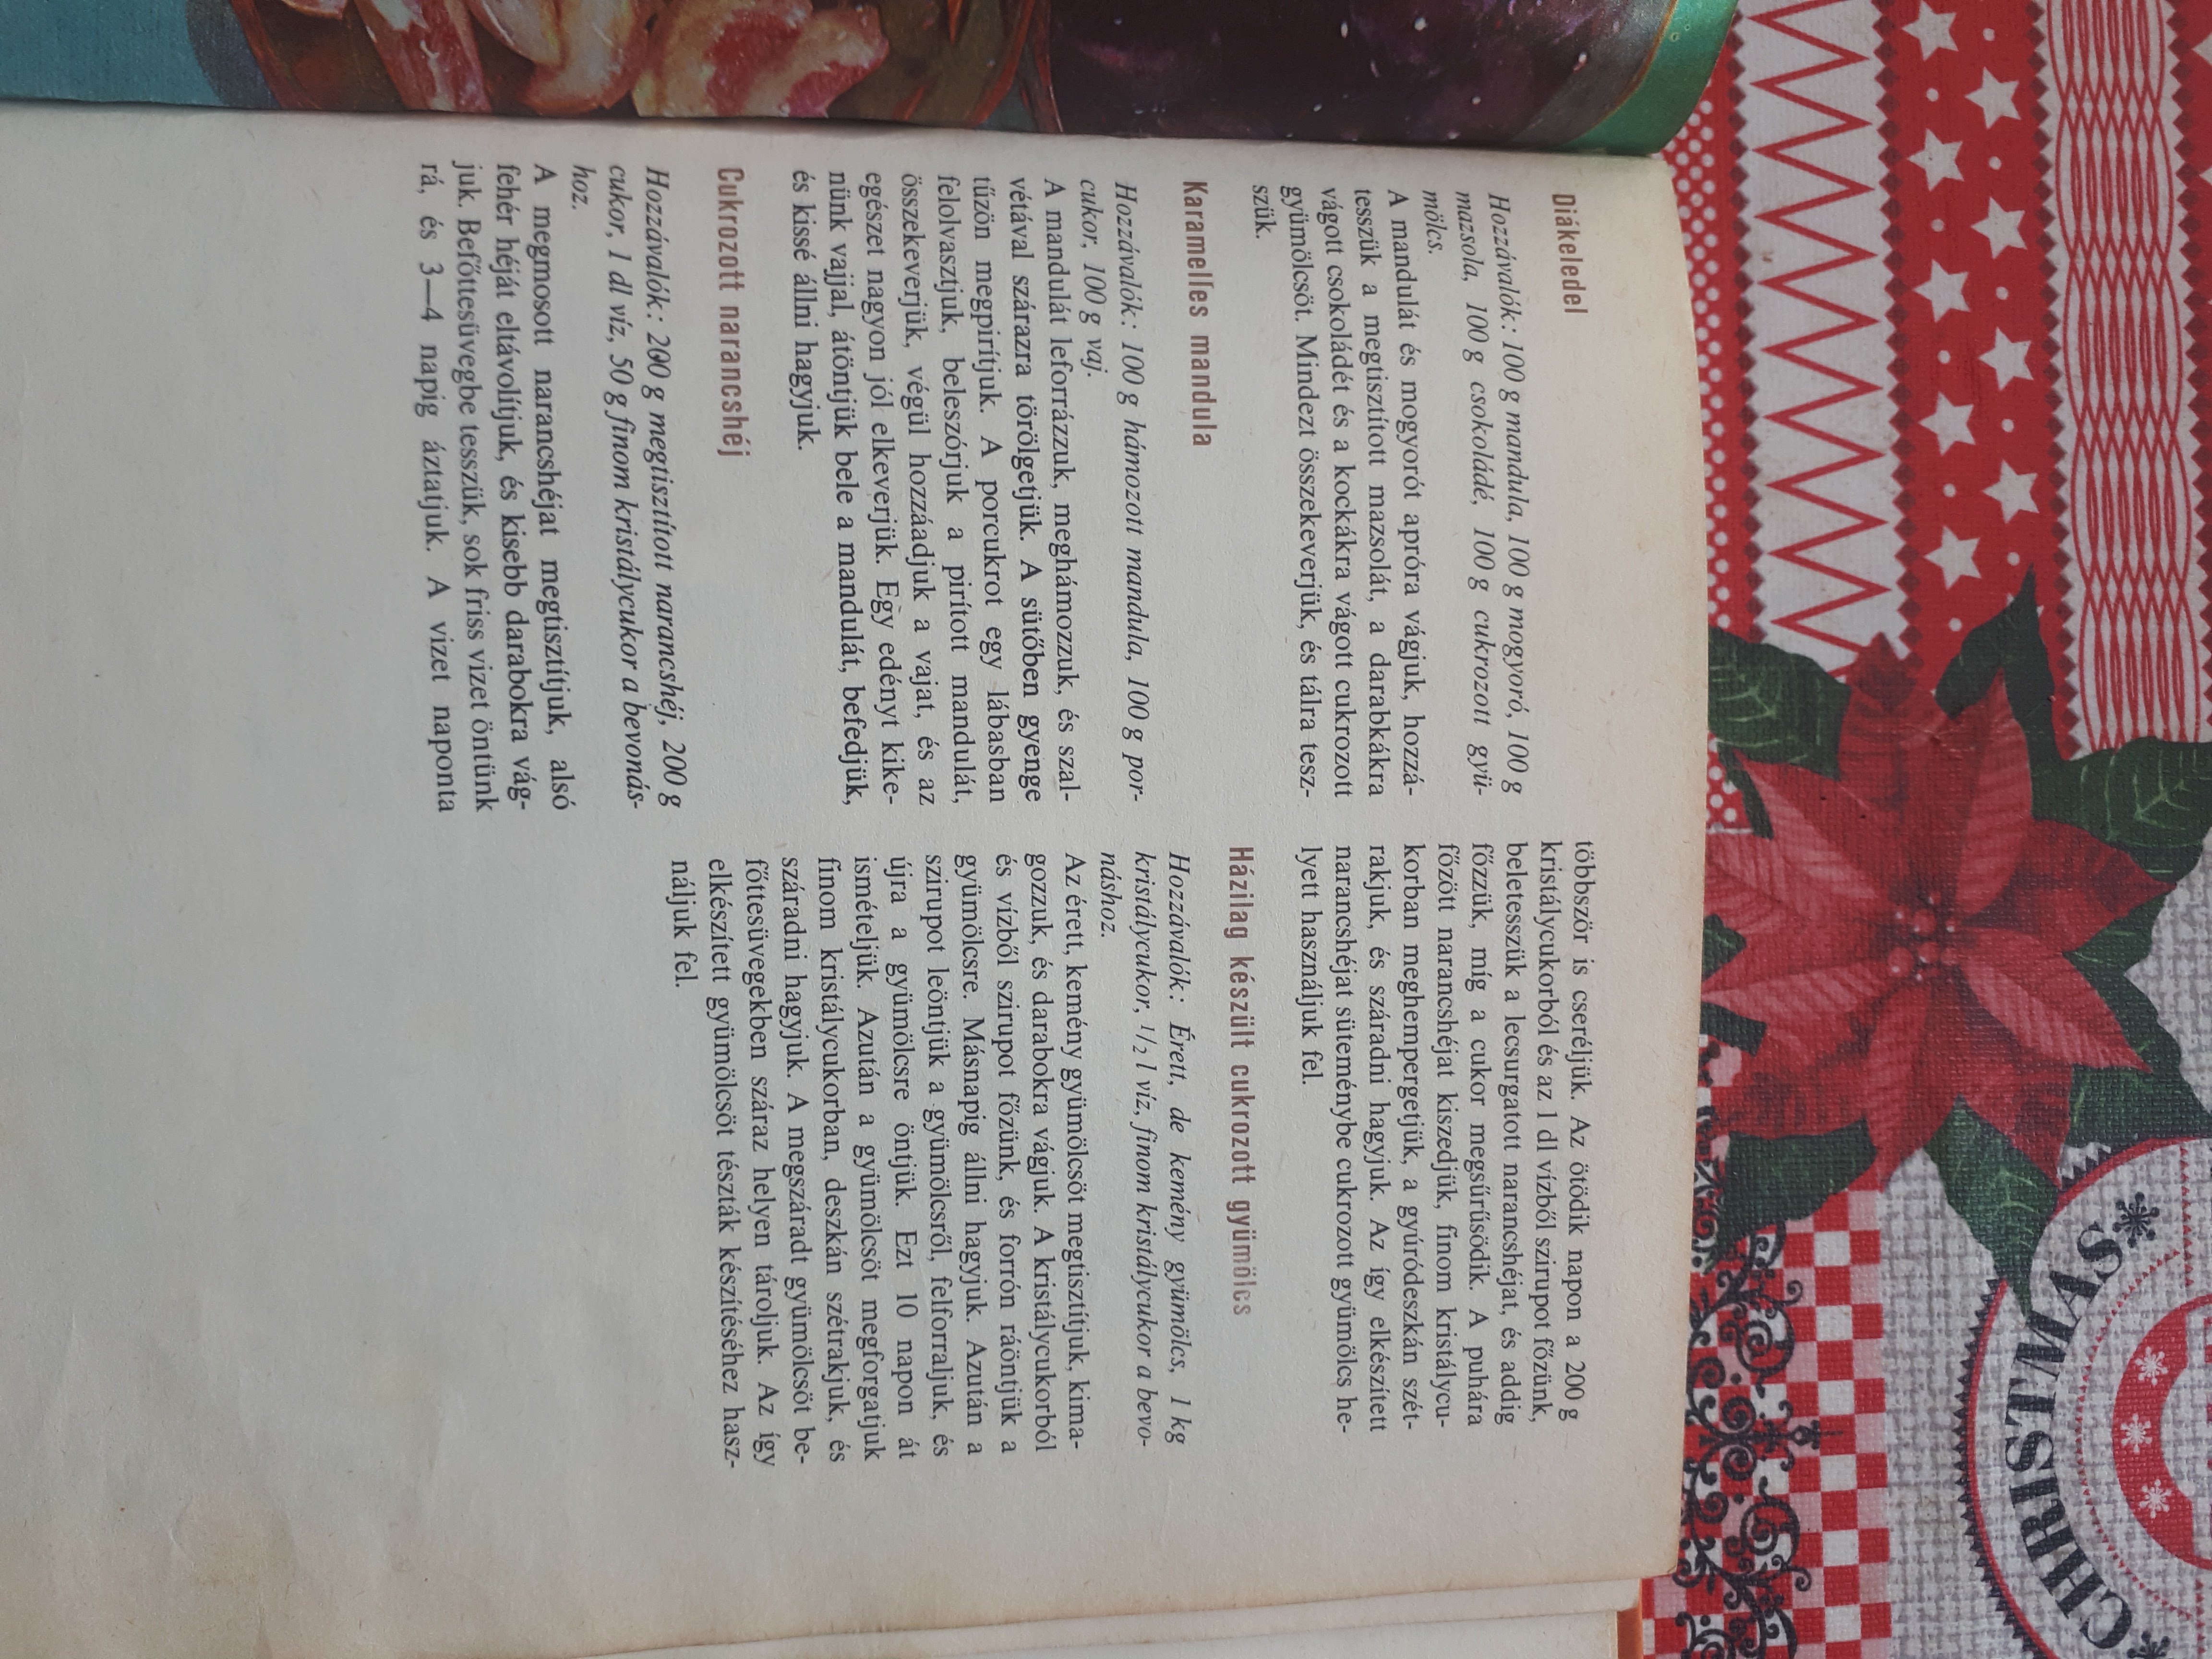 Diákeledel
Hozzávalók: 100 g mandula, 100 g mogyoró, 100 g
mazsola, 100 g csokoládé, 100 g cukrozott gyü-
mölcs.
A mandulát és mogyorót apróra vágjuk, hozzá-
tesszük a megtisztított mazsolát, a darabkákra
vágott csokoládét és a kockákra vágott cukrozott
gyümölcsöt. Mindezt összekeverjük, és tálra tesz-
szük.
Karamelles mandula
Hozzávalók: 100 g hámozott mandula, 100 g por-
cukor, 100 g vaj.
A mandulát leforrázzuk, meghámozzuk, és szal-
vétával szárazra törölgetjük. A sütőben gyenge
tűzön megpirítjuk. A porcukrot egy lábasban
felolvasztjuk, beleszórjuk a pirított mandulát,
összekeverjük, végül hozzáadjuk a vajat, és az
egészet nagyon jól elkeverjük. Egy edényt kike-
nünk vajjal, átöntjük bele a mandulát, befedjük,
és kissé állni hagyjuk.
Cukrozott narancshéj
Hozzávalók: 200 g megtisztított narancshéj, 200 g
cukor, 1 dl víz, 50 g finom kristálycukor a bevonás-
hoz.
A megmosott narancshéjat megtisztítjuk, alsó
fehér héját eltávolítjuk, és kisebb darabokra vág-
juk. Befőttesüvegbe tesszük, sok friss vizet öntünk
rá, és 3—4 napig áztatjuk. A vizet naponta
többször is cseréljük. Az ötödik napon a 200 g
kristálycukorból és az 1 dl vízből szirupot főzünk,
beletesszük a lecsurgatott narancshéjat, és addig
főzzük, míg a cukor megsűrűsödik. A puhára
főzött narancshéjat kiszedjük, finom kristálycu-
korban meghempergetjük, a gyúródeszkán szét-
rakjuk, és száradni hagyjuk. Az így elkészített
narancshéjat süteménybe cukrozott gyümölcs he-
lyett használjuk fel.
Házilag készült cukrozott gyümölcs
Hozzávalók: Érett, de kemény gyümölcs, 1 kg
kristálycukor, 1/2 l víz, finom kristálycukor a bevo-
náshoz.
Az érett, kemény gyümölcsöt megtisztítjuk, kima-
gozzuk, és darabokra vágjuk. A kristálycukorból
és vízből szirupot főzünk, és forrón ráöntjük a
gyümölcsre. Másnapig állni hagyjuk. Azután a
szirupot leöntjük a gyümölcsről, felforraljuk, és
újra a gyümölcsre öntjük. Ezt 10 napon át
ismételjük. Azután a gyümölcsöt megforgatjuk
finom kristálycukorban, deszkán szétrakjuk, és
száradni hagyjuk. A megszáradt gyümölcsöt be-
főttesüvegekben száraz helyen tároljuk. Az így
elkészített gyümölcsöt tészták készítéséhez hasz-
náljuk fel.
CHRISTMAS